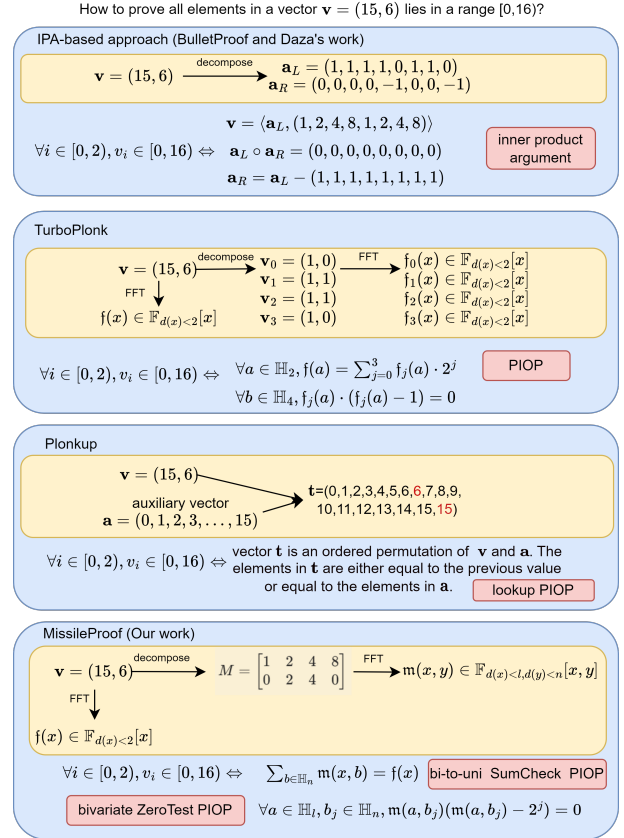 How to prove all elements in a vector v = (15, 6) lies in a range [0,16)?
IPA-based approach (BulletProof and Daza's work)
v = (15, 6)
decompose
a_L = (1, 1, 1, 1, 0, 1, 1, 0)
a_R = (0, 0, 0, 0, −1, 0, 0, −1)
v = ⟨a_L, (1, 2, 4, 8, 1, 2, 4, 8)⟩
∀i ∈ [0, 2), v_i ∈ [0, 16) ⇔ a_L ∘ a_R = (0, 0, 0, 0, 0, 0, 0, 0)
a_R = a_L − (1, 1, 1, 1, 1, 1, 1, 1)
inner product
argument
TurboPlonk
v = (15, 6)
decompose
FFT
𝔣(x) ∈ 𝔽_{d(x)<2}[x]
v_0 = (1, 0)
v_1 = (1, 1)
v_2 = (1, 1)
v_3 = (1, 0)
FFT
𝔣_0(x) ∈ 𝔽_{d(x)<2}[x]
𝔣_1(x) ∈ 𝔽_{d(x)<2}[x]
𝔣_2(x) ∈ 𝔽_{d(x)<2}[x]
𝔣_3(x) ∈ 𝔽_{d(x)<2}[x]
∀i ∈ [0, 2), v_i ∈ [0, 16) ⇔ ∀a ∈ ℍ_2, 𝔣(a) = ∑_{j=0}^{3} 𝔣_j(a) · 2^j
∀b ∈ ℍ_4, 𝔣_j(a) · (𝔣_j(a) − 1) = 0
PIOP
Plonkup
v = (15, 6)
auxiliary vector
a = (0, 1, 2, 3, . . . , 15)
t=(0,1,2,3,4,5,6,6,7,8,9,
10,11,12,13,14,15,15)
∀i ∈ [0, 2), v_i ∈ [0, 16) ⇔ vector t is an ordered permutation of v and a. The
elements in t are either equal to the previous value
or equal to the elements in a.
lookup PIOP
MissileProof (Our work)
v = (15, 6)
decompose
FFT
𝔣(x) ∈ 𝔽_{d(x)<2}[x]
M = [1 2 4 8
0 2 4 0]
FFT
𝔪(x, y) ∈ 𝔽_{d(x)<l,d(y)<n}[x, y]
∀i ∈ [0, 2), v_i ∈ [0, 16) ⇔ ∑_{b∈ℍ_n} 𝔪(x, b) = 𝔣(x) bi-to-uni SumCheck PIOP
bivariate ZeroTest PIOP ∀a ∈ ℍ_l, b_j ∈ ℍ_n, 𝔪(a, b_j)(𝔪(a, b_j) − 2^j) = 0